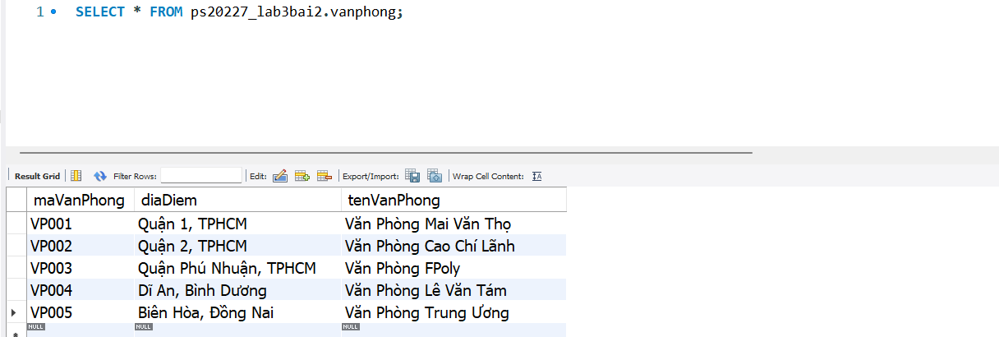 1 SELECT * FROM ps20227_lab3bai2.vanphong;
Result Grid Filter Rows: Edit: Export/Import: Wrap Cell Content: IA
maVanPhong diaDiem tenVanPhong
VP001 Quận 1, TPHCM Văn Phòng Mai Văn Thọ
VP002 Quận 2, TPHCM Văn Phòng Cao Chí Lãnh
VP003 Quận Phú Nhuận, TPHCM Văn Phòng FPoly
VP004 Dĩ An, Bình Dương Văn Phòng Lê Văn Tám
VP005 Biên Hòa, Đồng Nai Văn Phòng Trung Ương
NULL NULL NULL